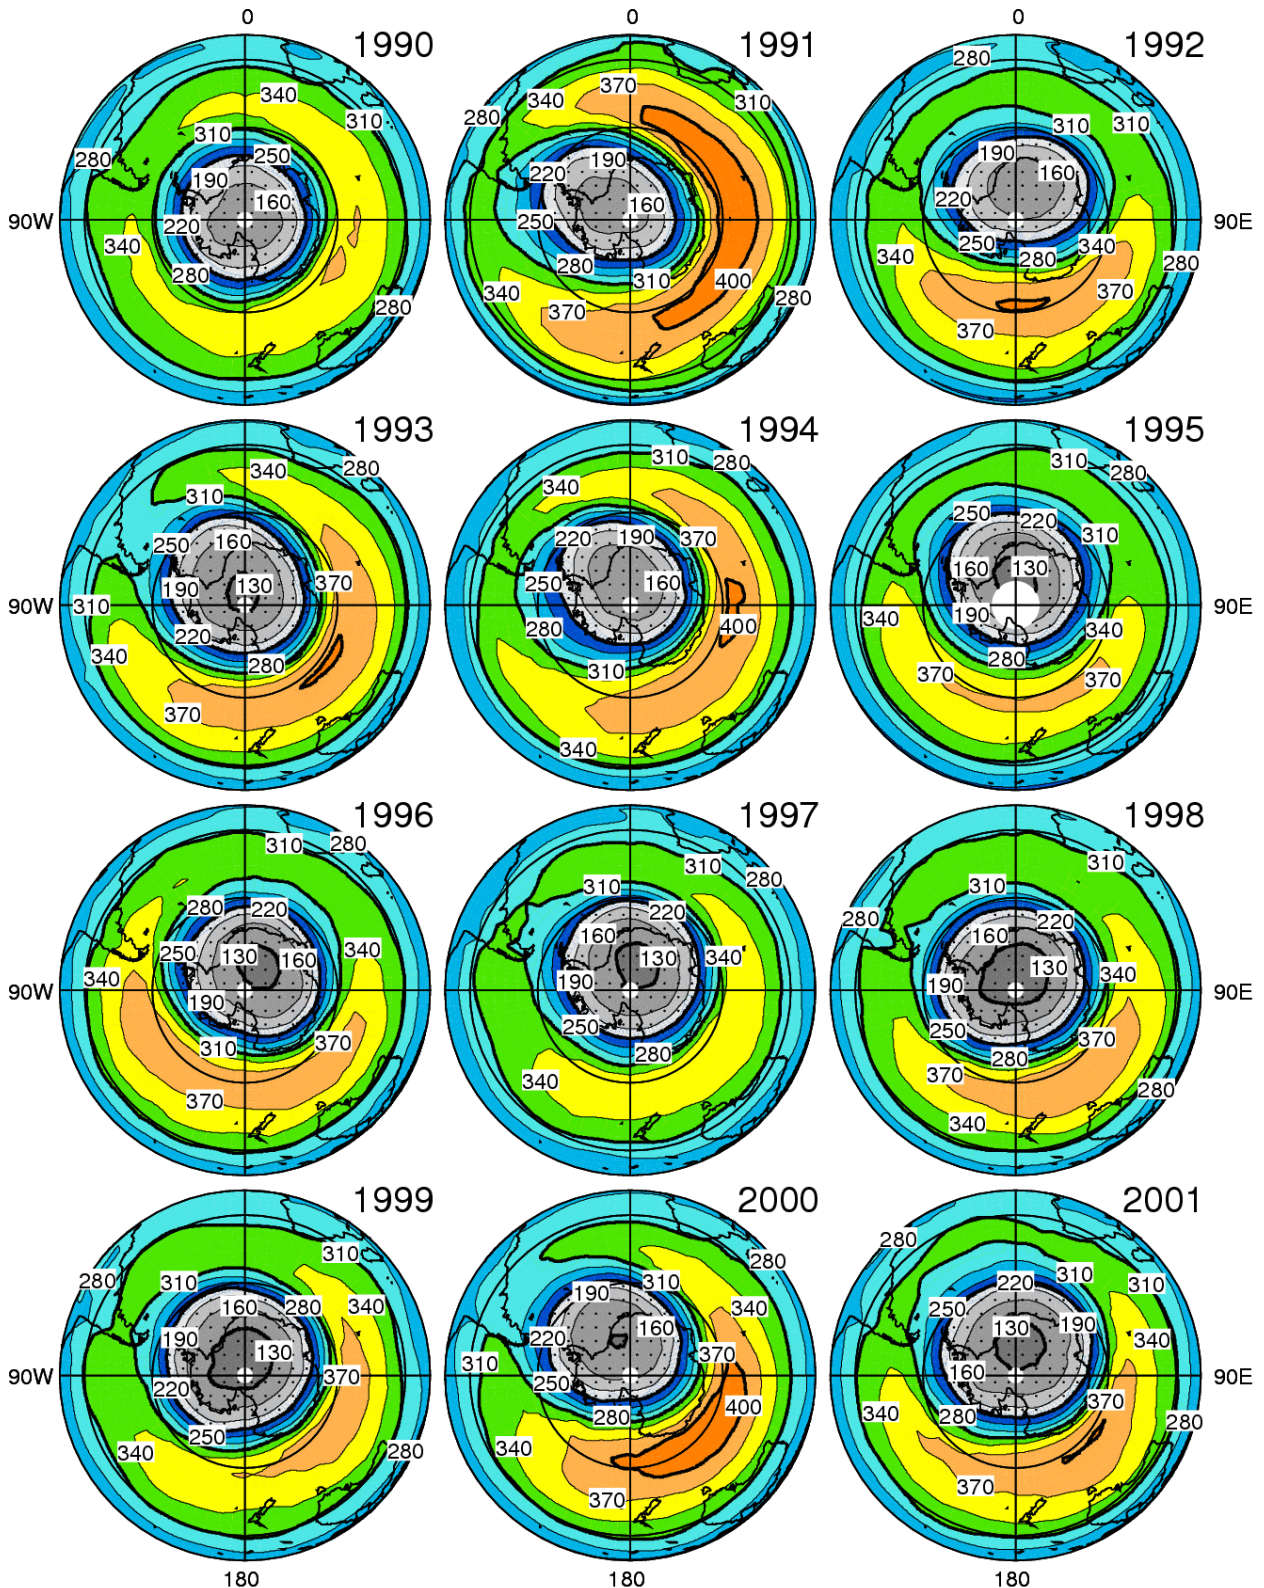 0 0 0
1990 1991 1992
340 310 310 250 280 190 160 220 340 280 280
370 340 310 280 190 220 160 250 280 310 340 400 370 280
280 310 310 190 160 220 250 340 280 340 280 370 370
90W 90E
1993 1994 1995
340 280 310 160 250 370 130 190 310 220 340 280 370
310 280 340 220 190 370 250 160 400 280 310 340
310 280 250 220 310 160 130 190 340 340 280 370 370
90W 90E
1996 1997 1998
310 280 280 220 250 130 160 340 340 190 310 370 370
310 280 310 220 160 340 130 190 250 280 340
310 310 280 220 160 130 340 190 250 370 280 370 280 340
90W 90E
1999 2000 2001
310 280 310 160 280 340 190 130 370 220 250 340 280
280 310 190 340 160 220 370 310 250 400 280 340 370
280 220 310 310 250 130 190 340 160 370 340 280 280 370
90W 90E
180 180